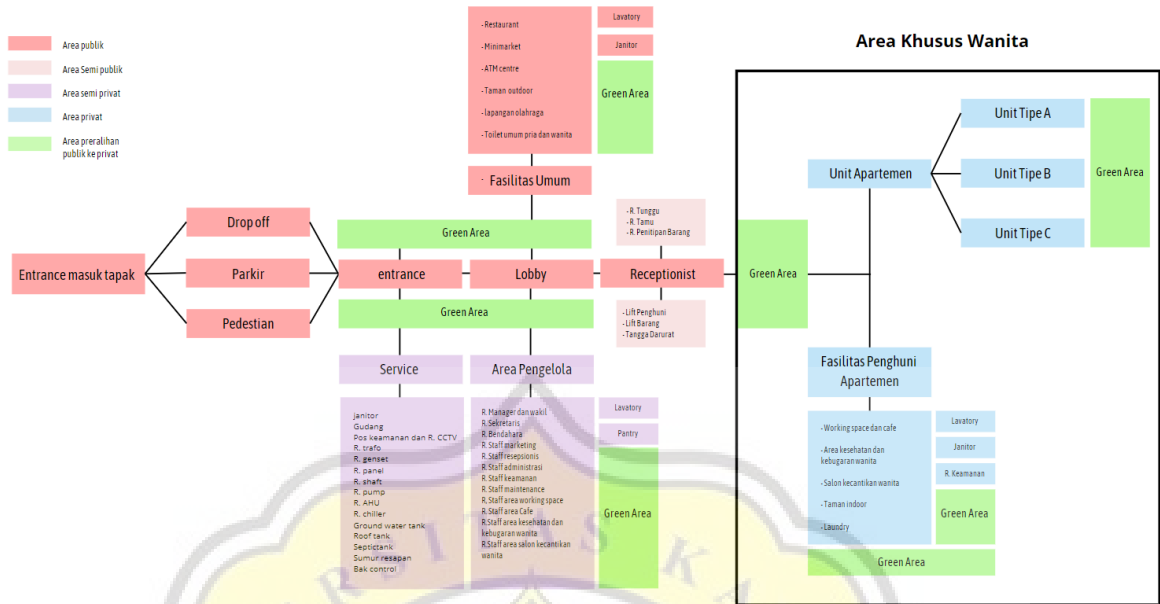 Area publik
Area Semi publik
Area semi privat
Area privat
Area preralihan
publik ke privat
- Restaurant
- Minimarket
- ATM centre
- Taman outdoor
- lapangan olahraga
- Toilet umum pria dan wanita
Lavatory
Janitor
Green Area
- Fasilitas Umum
Entrance masuk tapak
Drop off
Parkir
Pedestian
Green Area
entrance
Lobby
Receptionist
Green Area
- R. Tunggu
- R. Tamu
- R. Penitipan Barang
- Lift Penghuni
- Lift Barang
- Tangga Darurat
Service
Janitor
Gudang
Pos keamanan dan R. CCTV
R. trafo
R. genset
R. panel
R. shaft
R. pump
R. AHU
R. chiller
Ground water tank
Roof tank
Septictank
Sumur resapan
Bak control
Area Pengelola
R. Manager dan wakil
R. Sekretaris
R. Bendahara
R. Staff marketing
R. Staff resepsionis
R. Staff administrasi
R. Staff keamanan
R. Staff maintenance
R, Staff area working space
R. Staff area Cafe
R.Staff area kesehatan dan
kebugaran wanita
R.Staff area salon kecantikan
wanita
Lavatory
Pantry
Green Area
Area Khusus Wanita
Green Area
Unit Apartemen
Unit Tipe A
Unit Tipe B
Unit Tipe C
Green Area
Fasilitas Penghuni
Apartemen
- Working space dan cafe
- Area kesehatan dan
kebugaran wanita
- Salon kecantikan wanita
- Taman indoor
- Laundry
Lavatory
Janitor
R. Keamanan
Green Area
Green Area